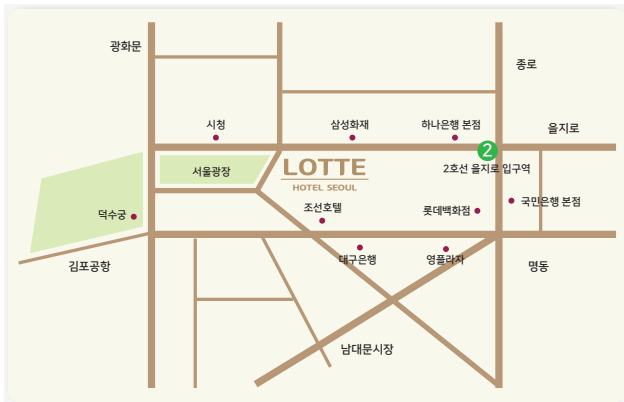 광화문
종로
시청
삼성화재
하나은행 본점
을지로
2
서울광장
LOTTE
HOTEL SEOUL
2호선 을지로 입구역
덕수궁
조선호텔
롯데백화점
국민은행 본점
김포공항
대구은행
영플라자
명동
남대문시장